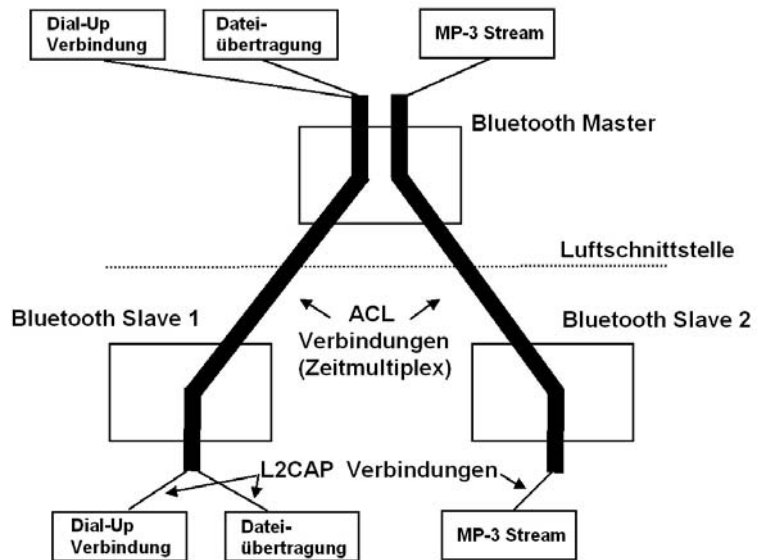 Dial-Up
Verbindung
Datei-
übertragung
MP-3 Stream
Bluetooth Master
Luftschnittstelle
Bluetooth Slave 1
ACL
Verbindungen
(Zeitmultiplex)
Bluetooth Slave 2
L2CAP Verbindungen
Dial-Up
Verbindung
Datei-
übertragung
MP-3 Stream